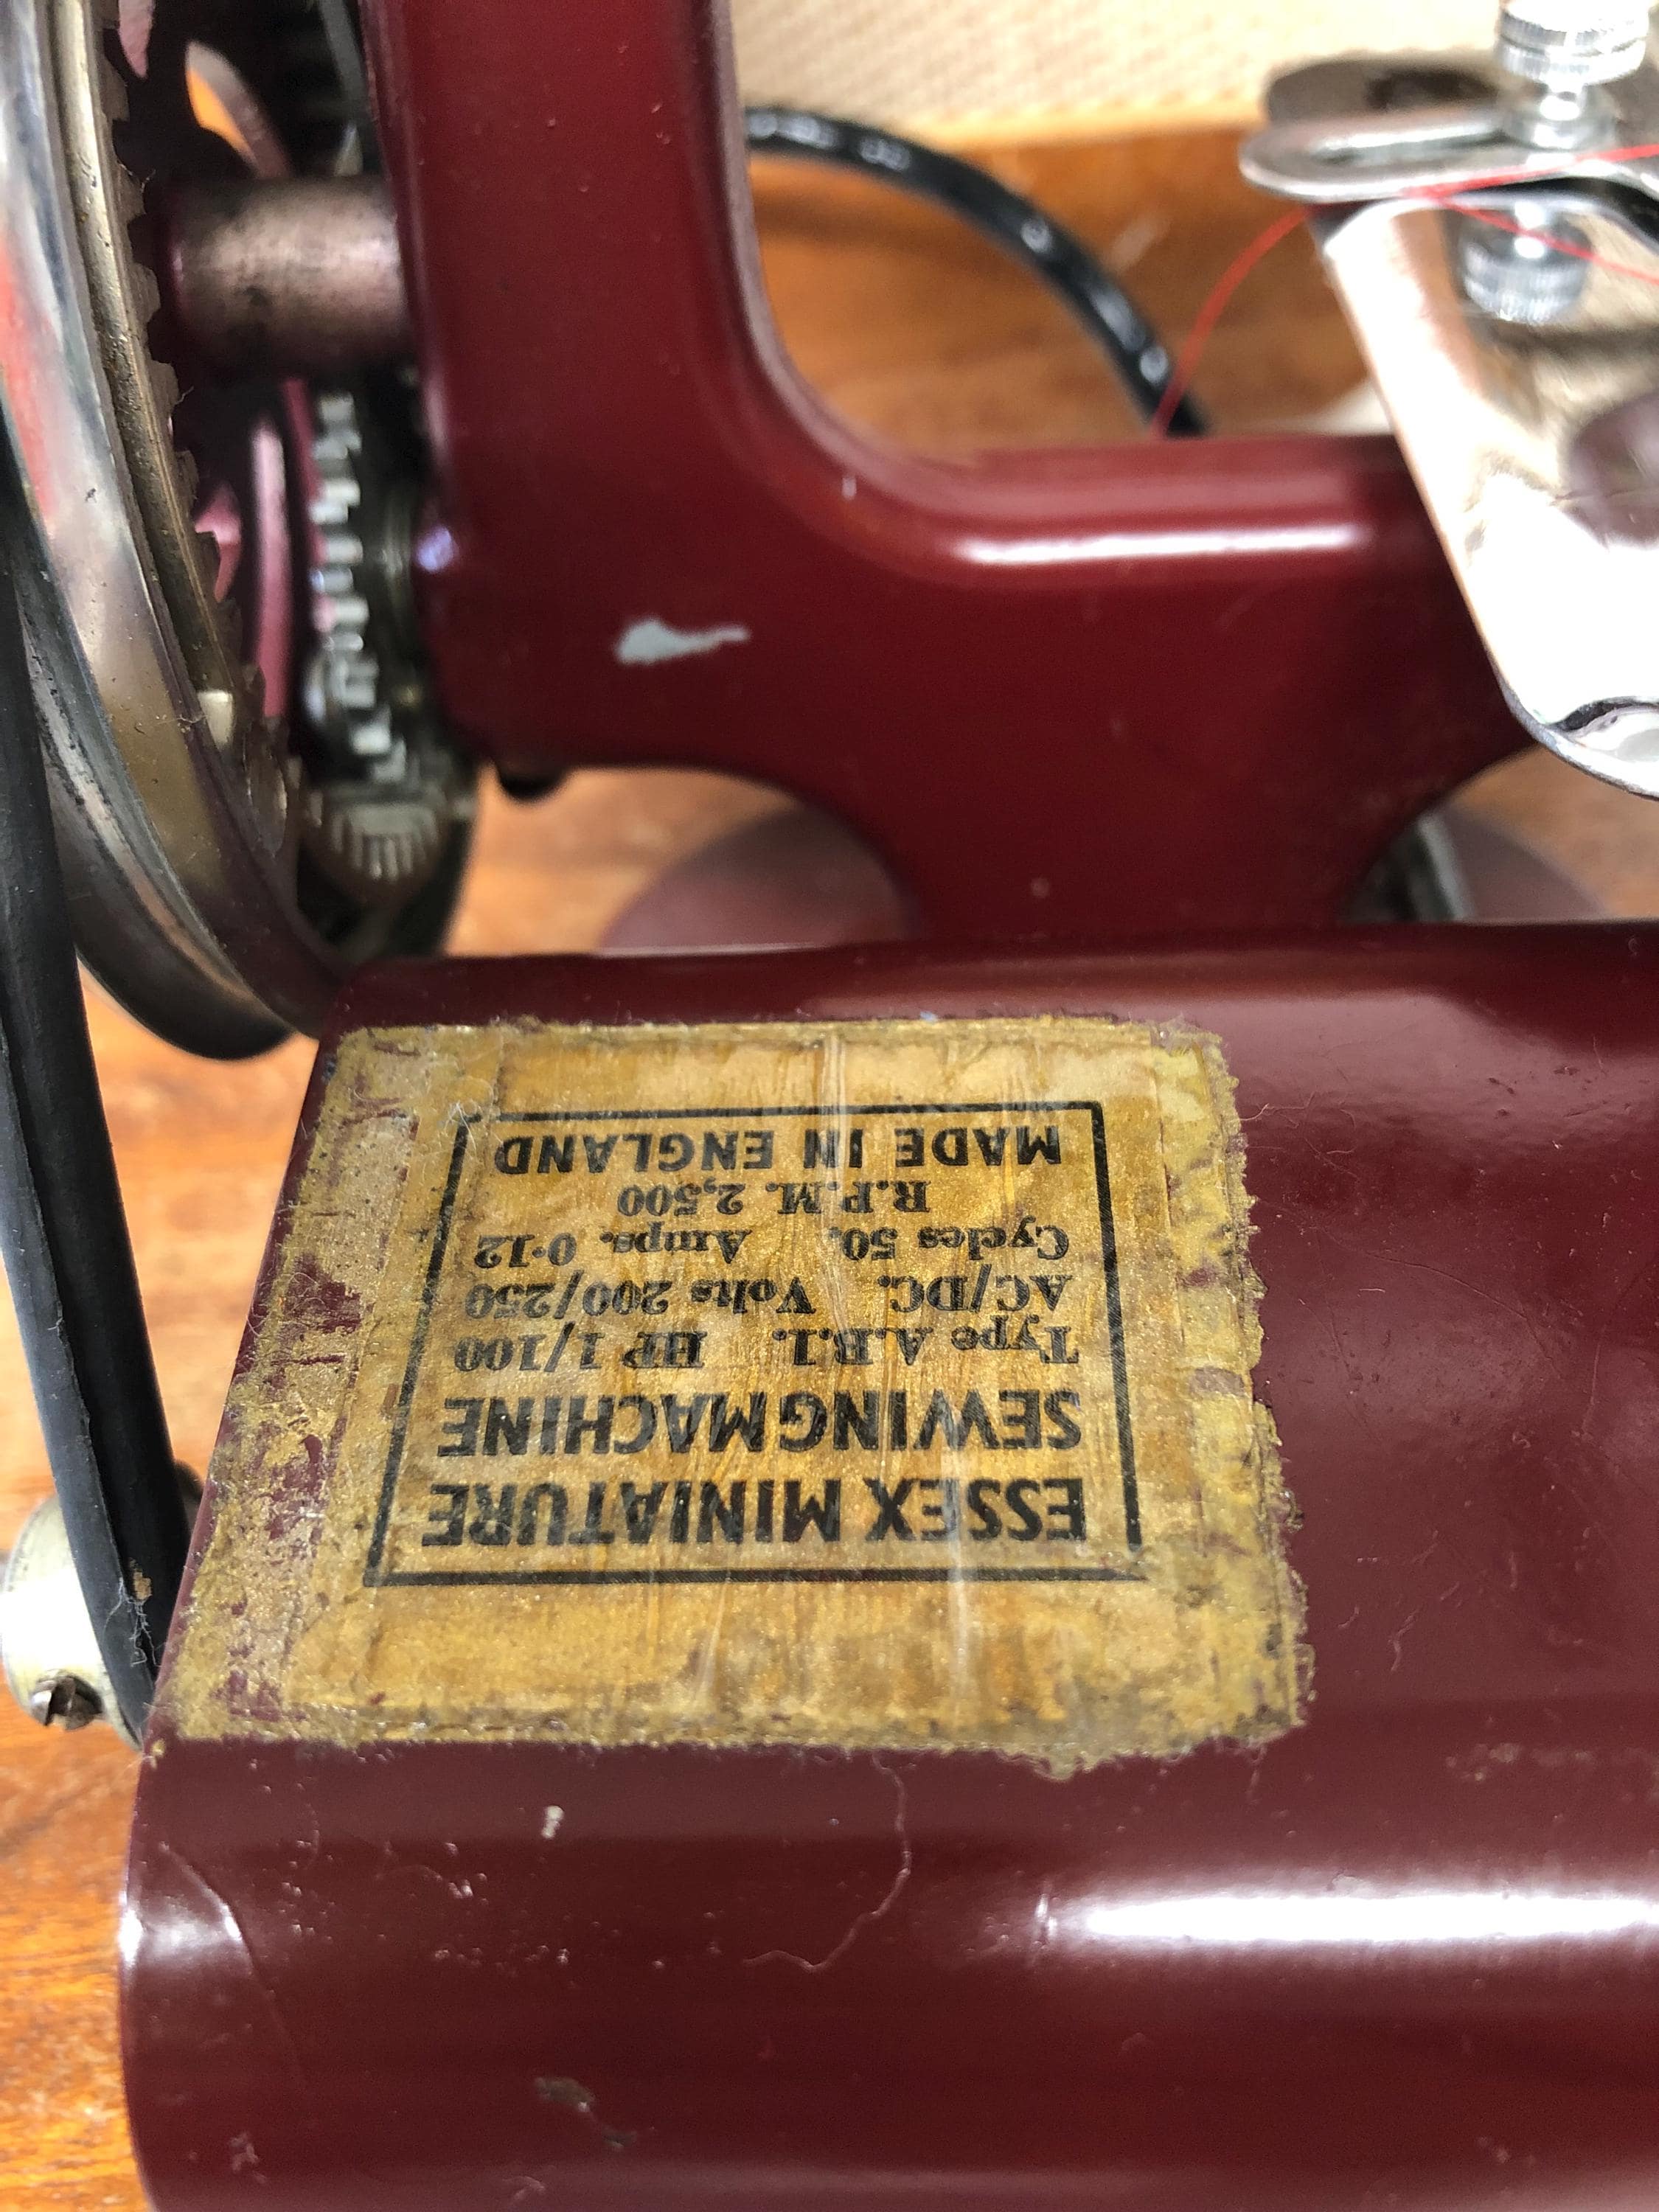 ESSEX MINIATURE
SEWING MACHINE
Type A.B.1. HP 1/100
AC/DC. Volts 200/250
Cycles 50. Amps. 0·12
R.P.M. 2,500
MADE IN ENGLAND